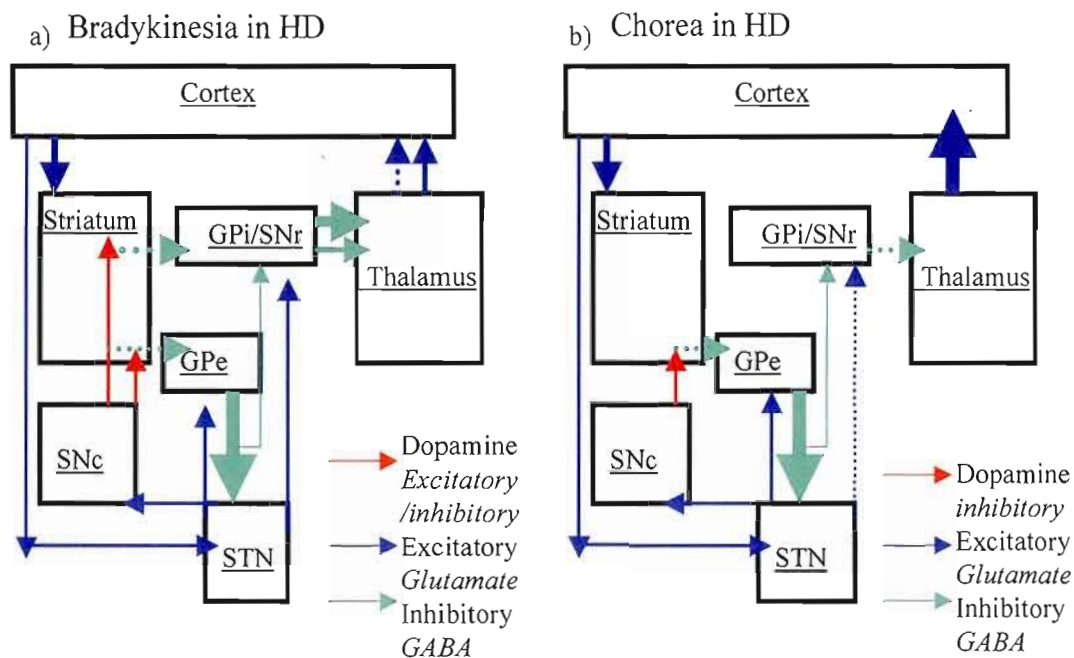 a) Bradykinesia in HD
Cortex
Striatum
GPi/SNr
Thalamus
GPe
SNc
STN
Dopamine
Excitatory
/inhibitory
Excitatory
Glutamate
Inhibitory
GABA
b) Chorea in HD
Cortex
Striatum
GPi/SNr
Thalamus
GPe
SNc
STN
Dopamine
inhibitory
Excitatory
Glutamate
Inhibitory
GABA